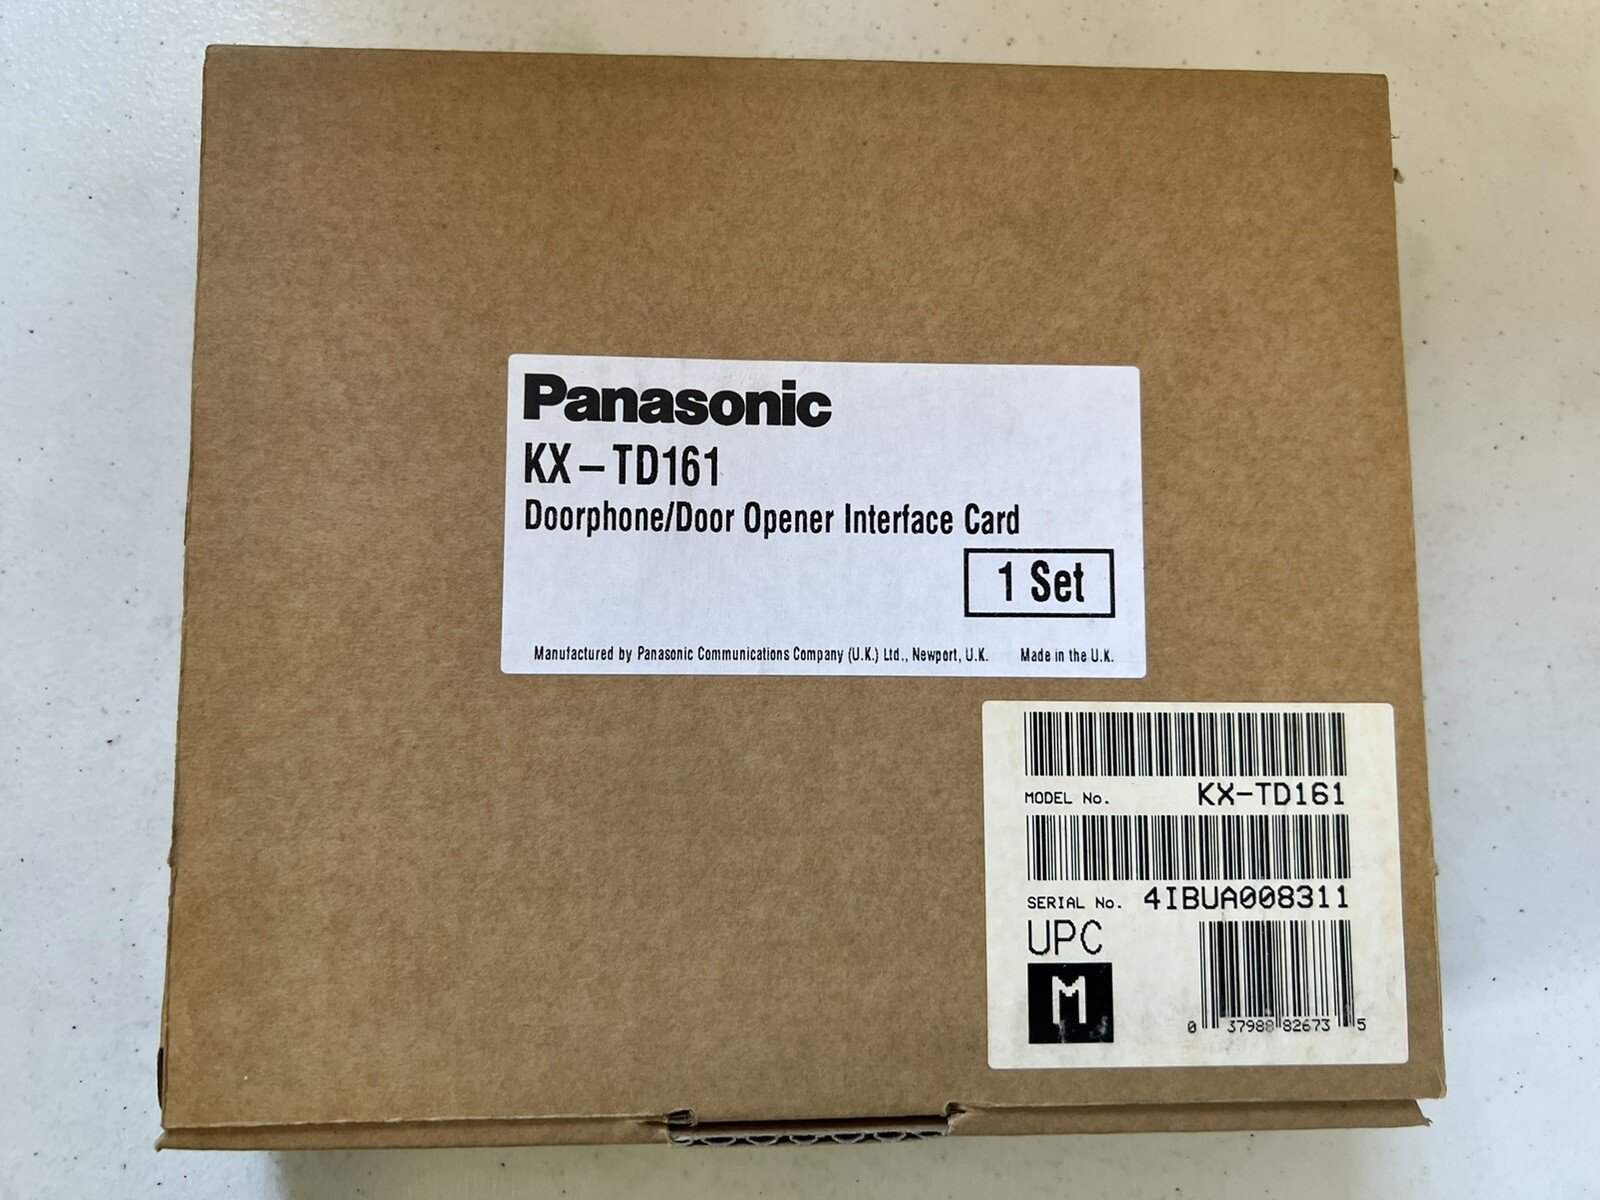 Panasonic
KX-TD161
Doorphone/Door Opener Interface Card
1 Set
Manufactured by Panasonic Communications Company (U.K.) Ltd., Newport, U.K. Made in the U.K.
MODEL No. KX-TD161
SERIAL No. 4IBUA008311
UPC
M
0 37988 82673 5